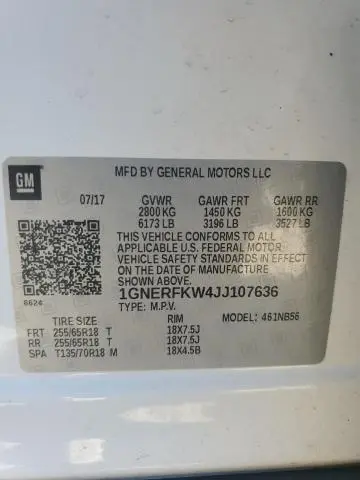 GM
MFD BY GENERAL MOTORS LLC
07/17 GVWR GAWR FRT GAWR RR
2800 KG 1450 KG 1600 KG
6173 LB 3196 LB 3527 LB
THIS VEHICLE CONFORMS TO ALL
APPLICABLE U.S. FEDERAL MOTOR
VEHICLE SAFETY STANDARDS IN EFFECT
ON THE DATE OF MANUFACTURE
SHOWN ABOVE.
8624
1GNERFKW4JJ107636
TYPE: M.P.V.
MODEL: 461NB56
TIRE SIZE RIM
FRT 255/65R18 T 18X7.5J
RR 255/65R18 T 18X7.5J
SPA T135/70R18 M 18X4.5B